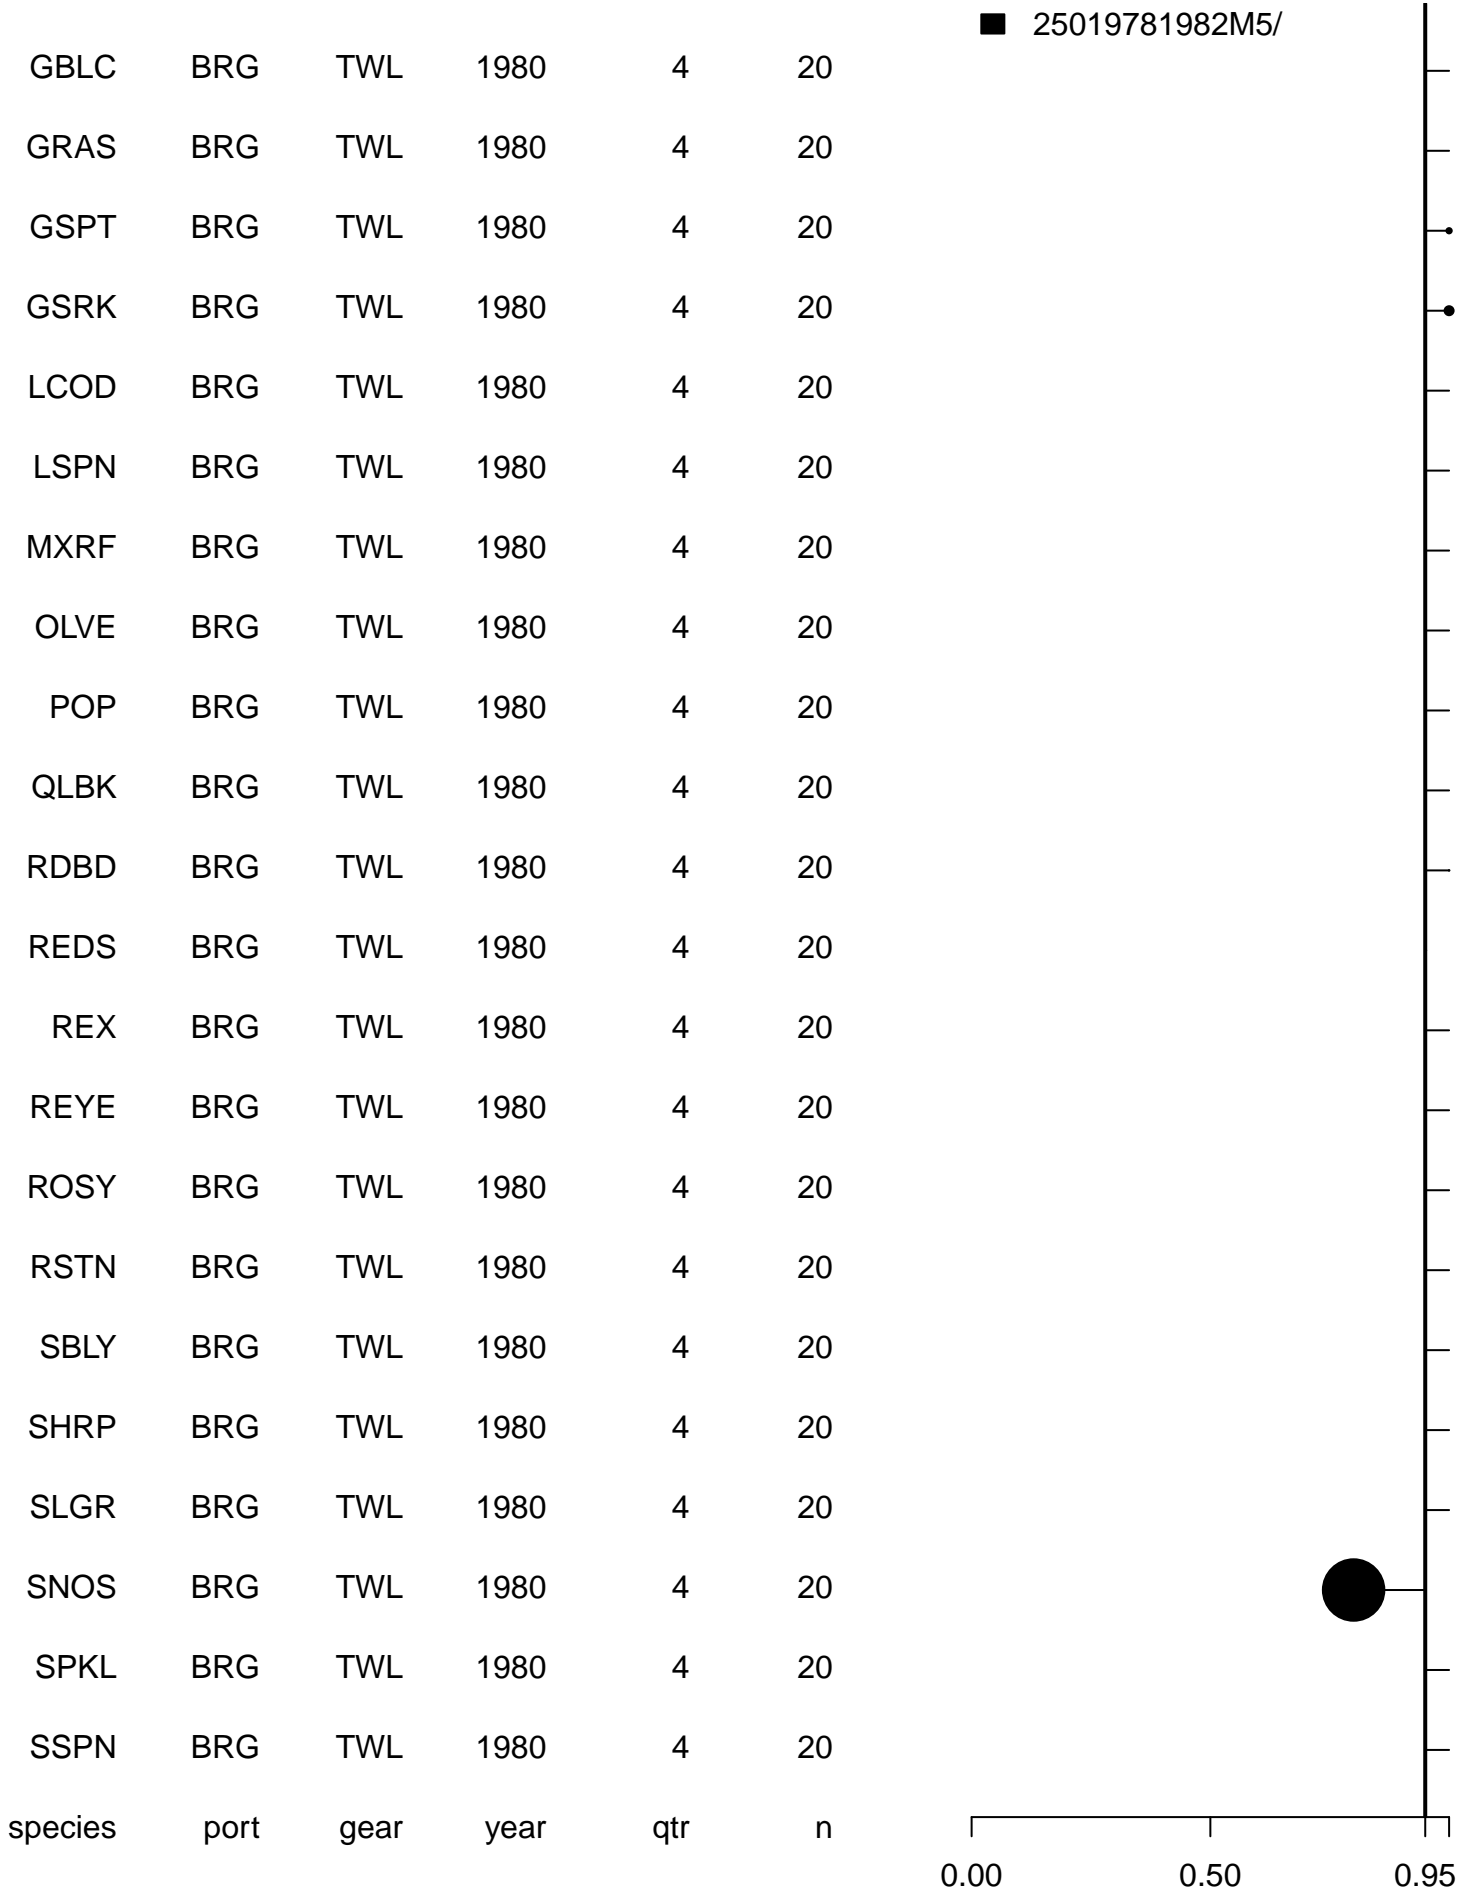 25019781982M5/
GBLC BRG TWL 1980 4 20
GRAS BRG TWL 1980 4 20
GSPT BRG TWL 1980 4 20
GSRK BRG TWL 1980 4 20
LCOD BRG TWL 1980 4 20
LSPN BRG TWL 1980 4 20
MXRF BRG TWL 1980 4 20
OLVE BRG TWL 1980 4 20
POP BRG TWL 1980 4 20
QLBK BRG TWL 1980 4 20
RDBD BRG TWL 1980 4 20
REDS BRG TWL 1980 4 20
REX BRG TWL 1980 4 20
REYE BRG TWL 1980 4 20
ROSY BRG TWL 1980 4 20
RSTN BRG TWL 1980 4 20
SBLY BRG TWL 1980 4 20
SHRP BRG TWL 1980 4 20
SLGR BRG TWL 1980 4 20
SNOS BRG TWL 1980 4 20
SPKL BRG TWL 1980 4 20
SSPN BRG TWL 1980 4 20
species port gear year qtr n
0.00 0.50 0.95